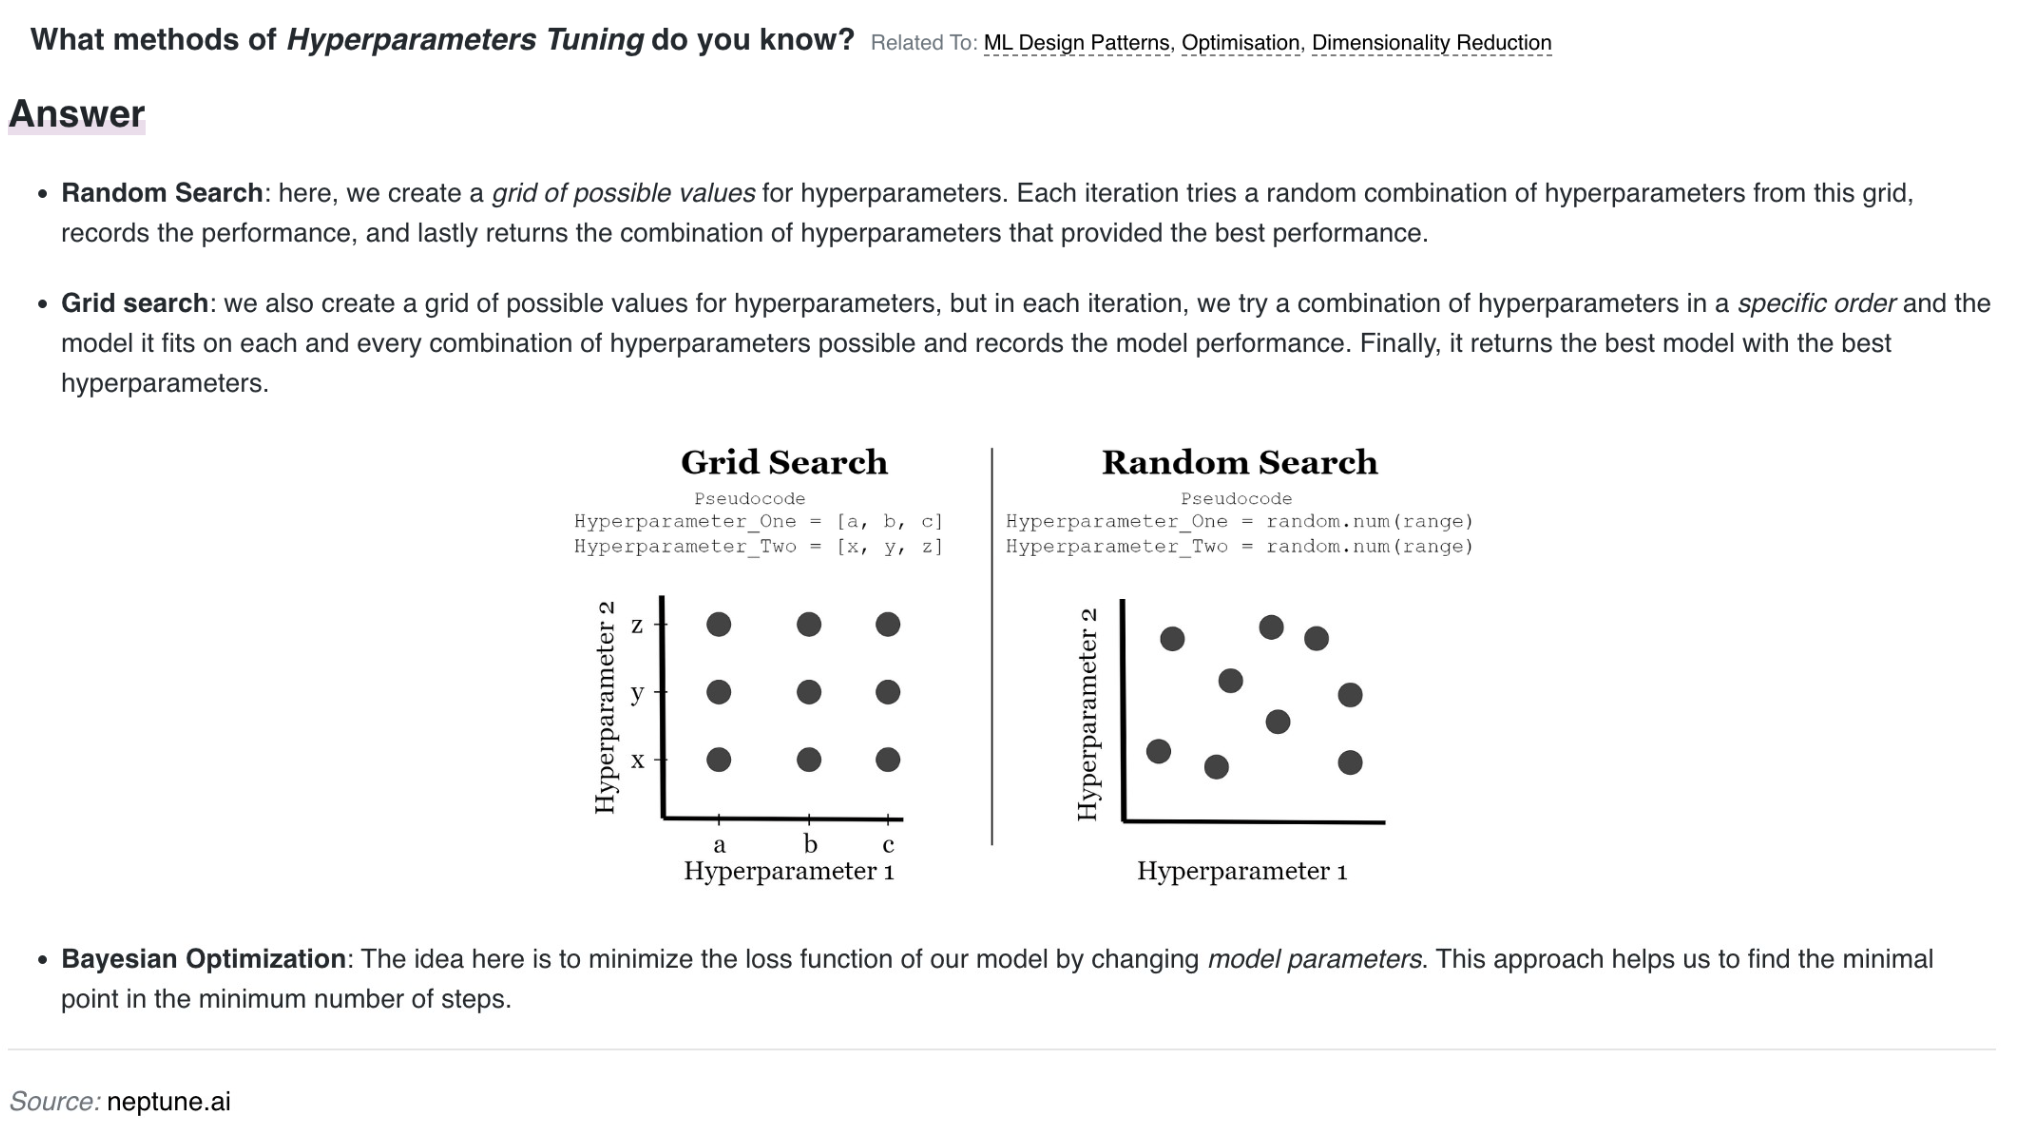 What methods of Hyperparameters Tuning do you know? Related To: ML Design Patterns, Optimisation, Dimensionality Reduction
Answer
• Random Search: here, we create a grid of possible values for hyperparameters. Each iteration tries a random combination of hyperparameters from this grid,
records the performance, and lastly returns the combination of hyperparameters that provided the best performance.
• Grid search: we also create a grid of possible values for hyperparameters, but in each iteration, we try a combination of hyperparameters in a specific order and the
model it fits on each and every combination of hyperparameters possible and records the model performance. Finally, it returns the best model with the best
hyperparameters.
Grid Search
Pseudocode
Hyperparameter_One = [a, b, c]
Hyperparameter_Two = [x, y, z]
Hyperparameter 2
z
y
x
a b c
Hyperparameter 1
Random Search
Pseudocode
Hyperparameter_One = random.num(range)
Hyperparameter_Two = random.num(range)
Hyperparameter 2
Hyperparameter 1
• Bayesian Optimization: The idea here is to minimize the loss function of our model by changing model parameters. This approach helps us to find the minimal
point in the minimum number of steps.
Source: neptune.ai